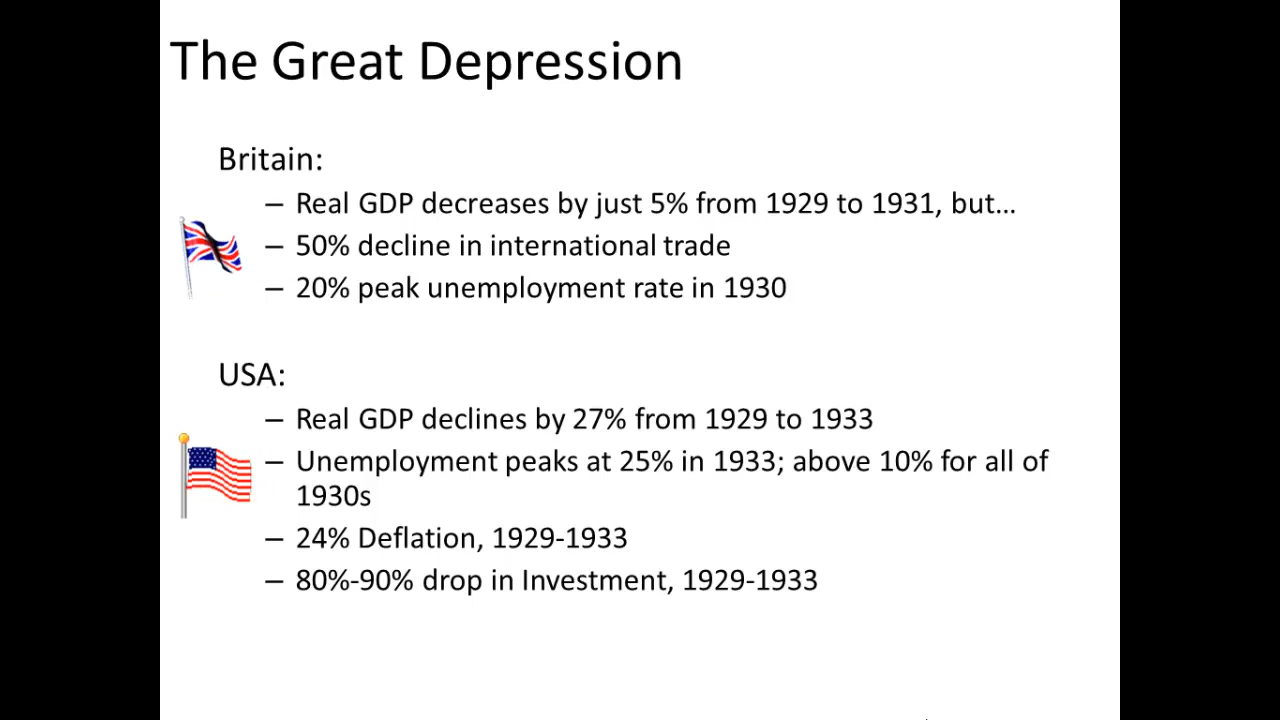 The Great Depression
Britain:
– Real GDP decreases by just 5% from 1929 to 1931, but…
– 50% decline in international trade
– 20% peak unemployment rate in 1930
USA:
– Real GDP declines by 27% from 1929 to 1933
– Unemployment peaks at 25% in 1933; above 10% for all of
1930s
– 24% Deflation, 1929-1933
– 80%-90% drop in Investment, 1929-1933